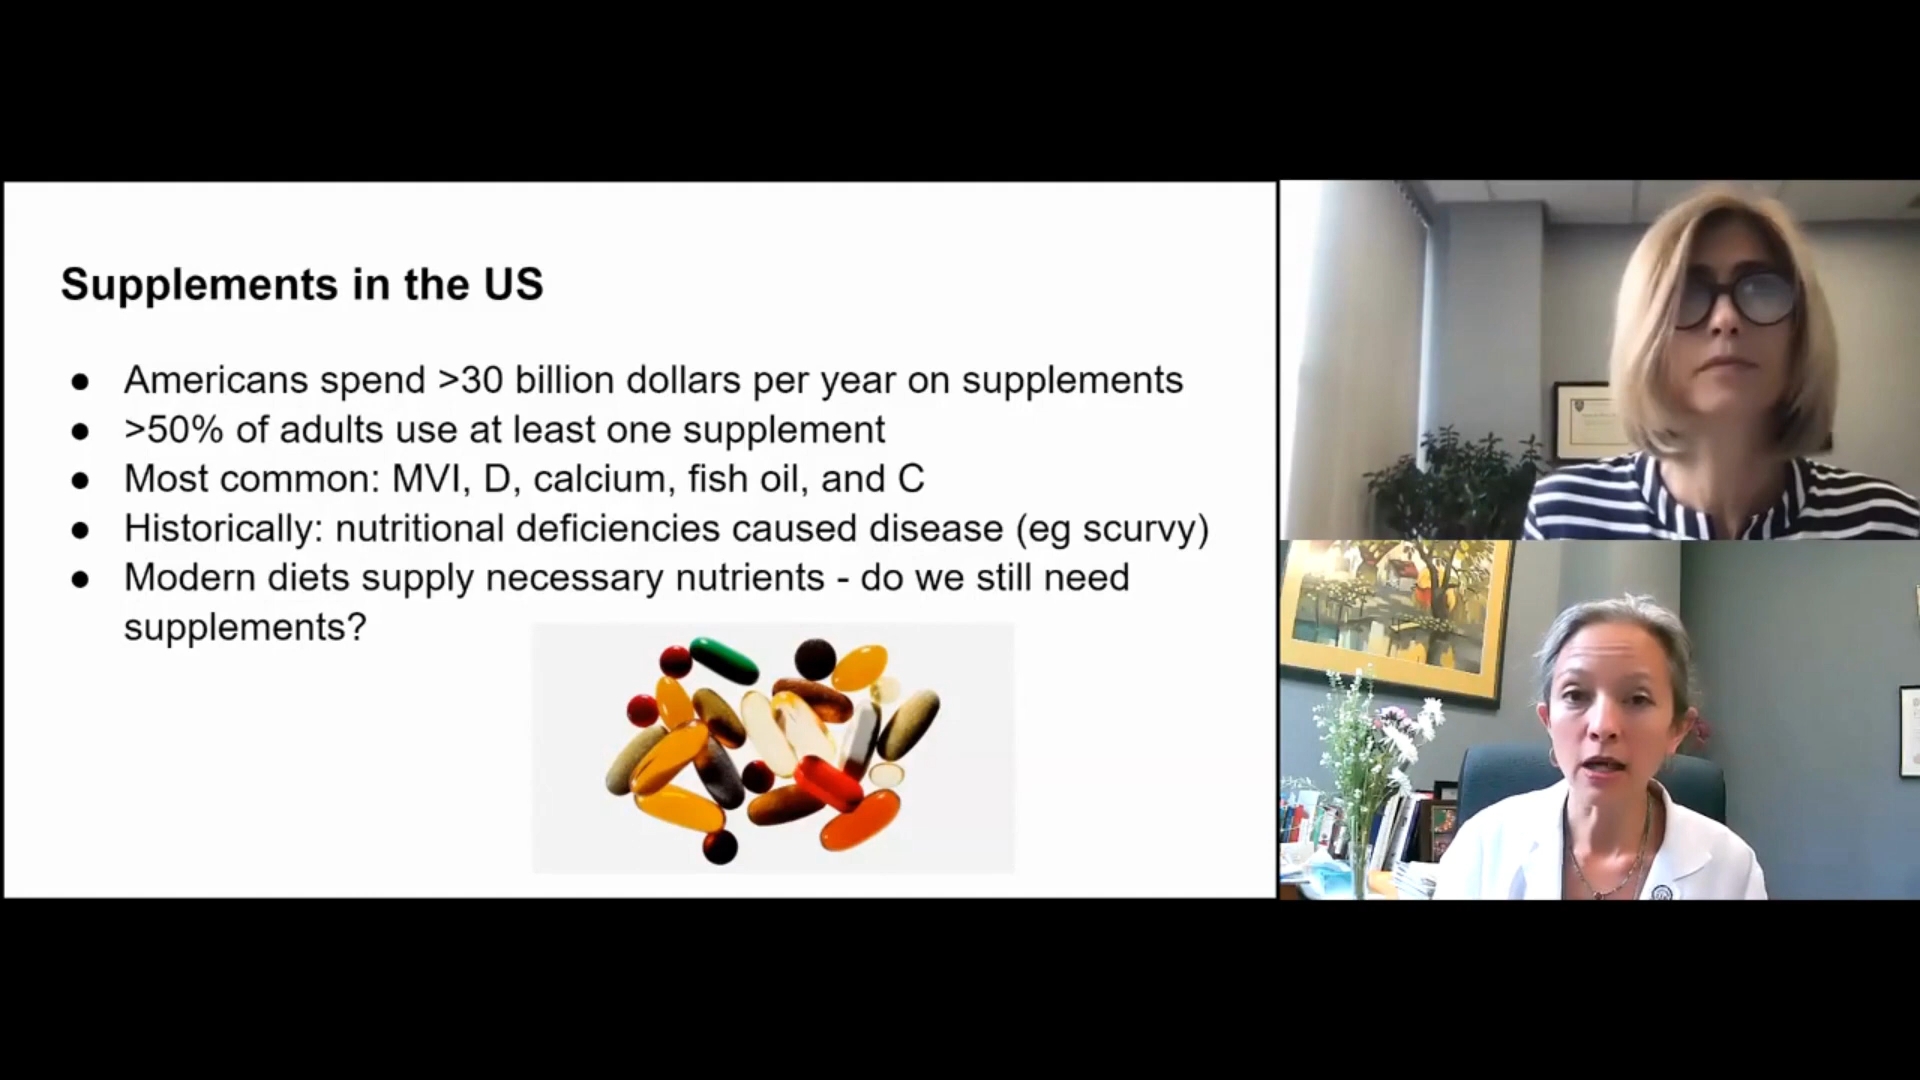 Supplements in the US
● Americans spend >30 billion dollars per year on supplements
● >50% of adults use at least one supplement
● Most common: MVI, D, calcium, fish oil, and C
● Historically: nutritional deficiencies caused disease (eg scurvy)
● Modern diets supply necessary nutrients - do we still need
supplements?